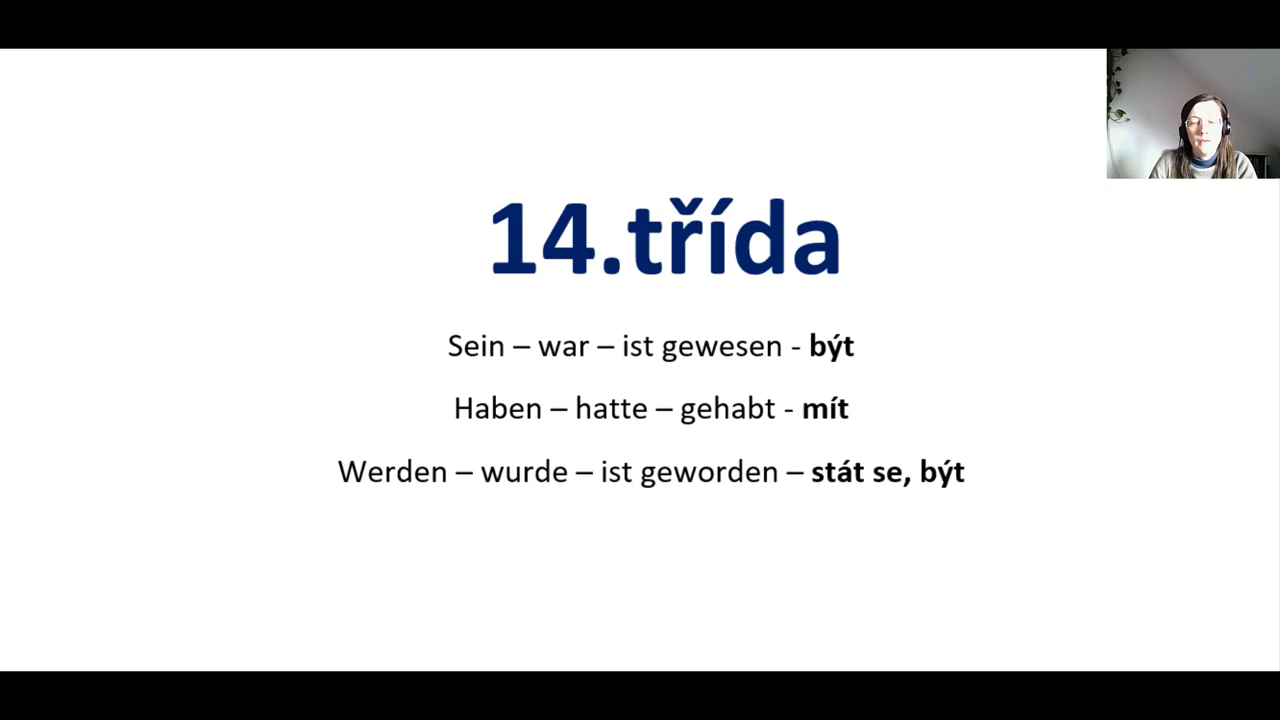 14.třída
Sein – war – ist gewesen - být
Haben – hatte – gehabt - mít
Werden – wurde – ist geworden – stát se, být